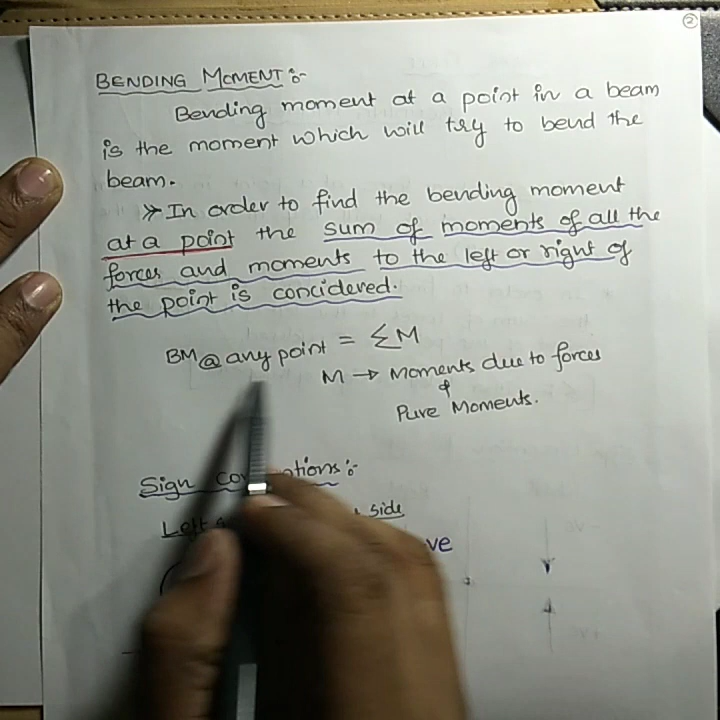 ②
BENDING MOMENT :-
Bending moment at a point in a beam
is the moment which will try to bend the
beam.
In order to find the bending moment
at a point the sum of moments of all the
forces and moments to the left or right of
the point is concidered.
BM @ any point = ΣM
M → Moments due to forces
&
Pure Moments.
Sign
Left side
ve